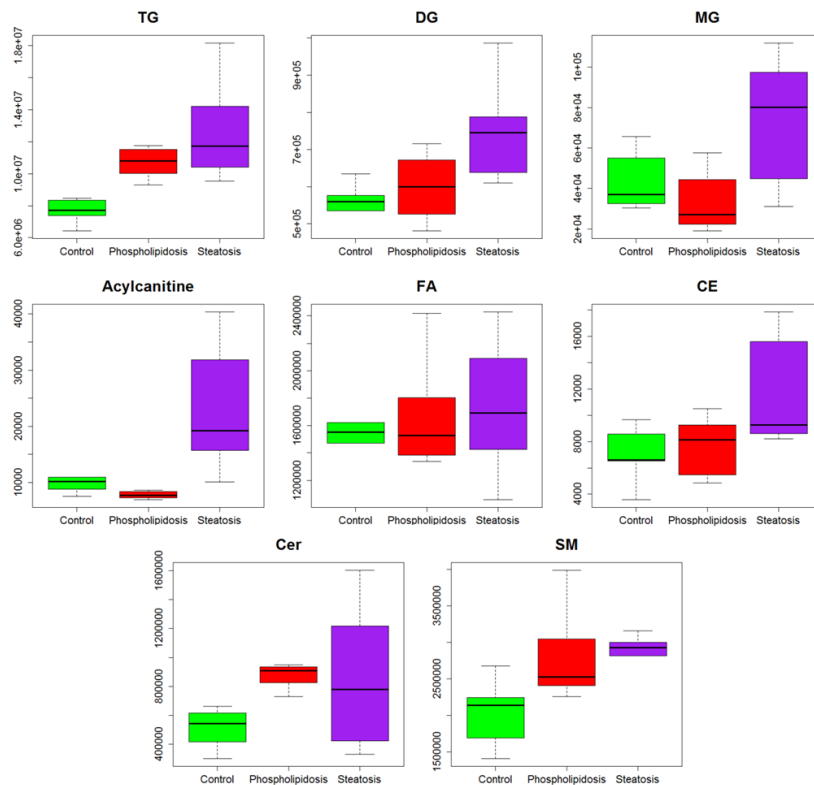 TG
DG
MG
6.0e+06 1.0e+07 1.4e+07 1.8e+07
5e+05 7e+05 9e+05
2e+04 4e+04 6e+04 8e+04 1e+05
Control Phospholipidosis Steatosis
Control Phospholipidosis Steatosis
Control Phospholipidosis Steatosis
Acylcanitine
FA
CE
10000 20000 30000 40000
1200000 1600000 2000000 2400000
4000 8000 12000 16000
Control Phospholipidosis Steatosis
Control Phospholipidosis Steatosis
Control Phospholipidosis Steatosis
Cer
SM
400000 800000 1200000 1600000
1500000 2500000 3500000
Control Phospholipidosis Steatosis
Control Phospholipidosis Steatosis